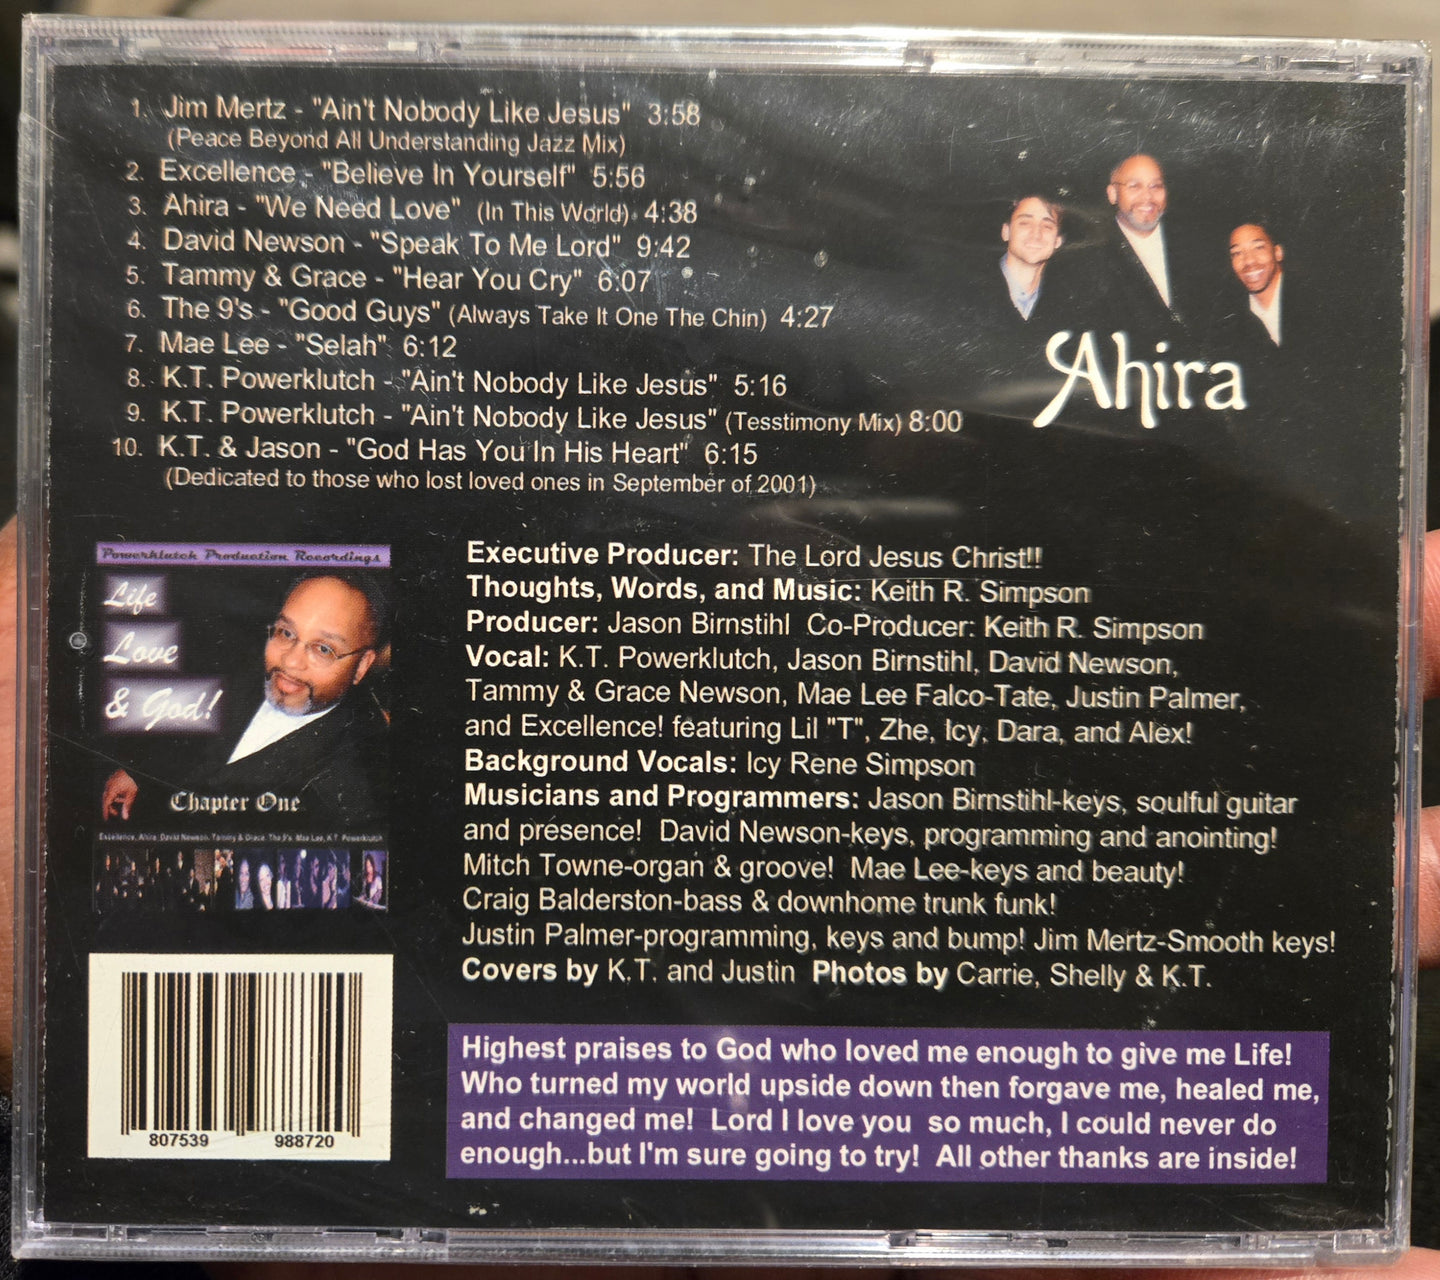 1. Jim Mertz - "Ain't Nobody Like Jesus" 3:58
(Peace Beyond All Understanding Jazz Mix)
2. Excellence - "Believe In Yourself" 5:56
3. Ahira - "We Need Love" (In This World) 4:38
4. David Newson - "Speak To Me Lord" 9:42
5. Tammy & Grace - "Hear You Cry" 6:07
6. The 9's - "Good Guys" (Always Take It One The Chin) 4:27
7. Mae Lee - "Selah" 6:12
8. K.T. Powerklutch - "Ain't Nobody Like Jesus" 5:16
9. K.T. Powerklutch - "Ain't Nobody Like Jesus" (Tesstimony Mix) 8:00
10. K.T. & Jason - "God Has You In His Heart" 6:15
(Dedicated to those who lost loved ones in September of 2001)
Ahira
Powerklutch Production Recordings
Life
Love
& God!
Chapter One
Excellence, Ahira, David Newson, Tammy & Grace, The 9's, Mae Lee, K.T. Powerklutch
Executive Producer: The Lord Jesus Christ!!
Thoughts, Words, and Music: Keith R. Simpson
Producer: Jason Birnstihl Co-Producer: Keith R. Simpson
Vocal: K.T. Powerklutch, Jason Birnstihl, David Newson,
Tammy & Grace Newson, Mae Lee Falco-Tate, Justin Palmer,
and Excellence! featuring Lil "T", Zhe, Icy, Dara, and Alex!
Background Vocals: Icy Rene Simpson
Musicians and Programmers: Jason Birnstihl-keys, soulful guitar
and presence! David Newson-keys, programming and anointing!
Mitch Towne-organ & groove! Mae Lee-keys and beauty!
Craig Balderston-bass & downhome trunk funk!
Justin Palmer-programming, keys and bump! Jim Mertz-Smooth keys!
Covers by K.T. and Justin Photos by Carrie, Shelly & K.T.
807539 988720
Highest praises to God who loved me enough to give me Life!
Who turned my world upside down then forgave me, healed me,
and changed me! Lord I love you so much, I could never do
enough...but I'm sure going to try! All other thanks are inside!